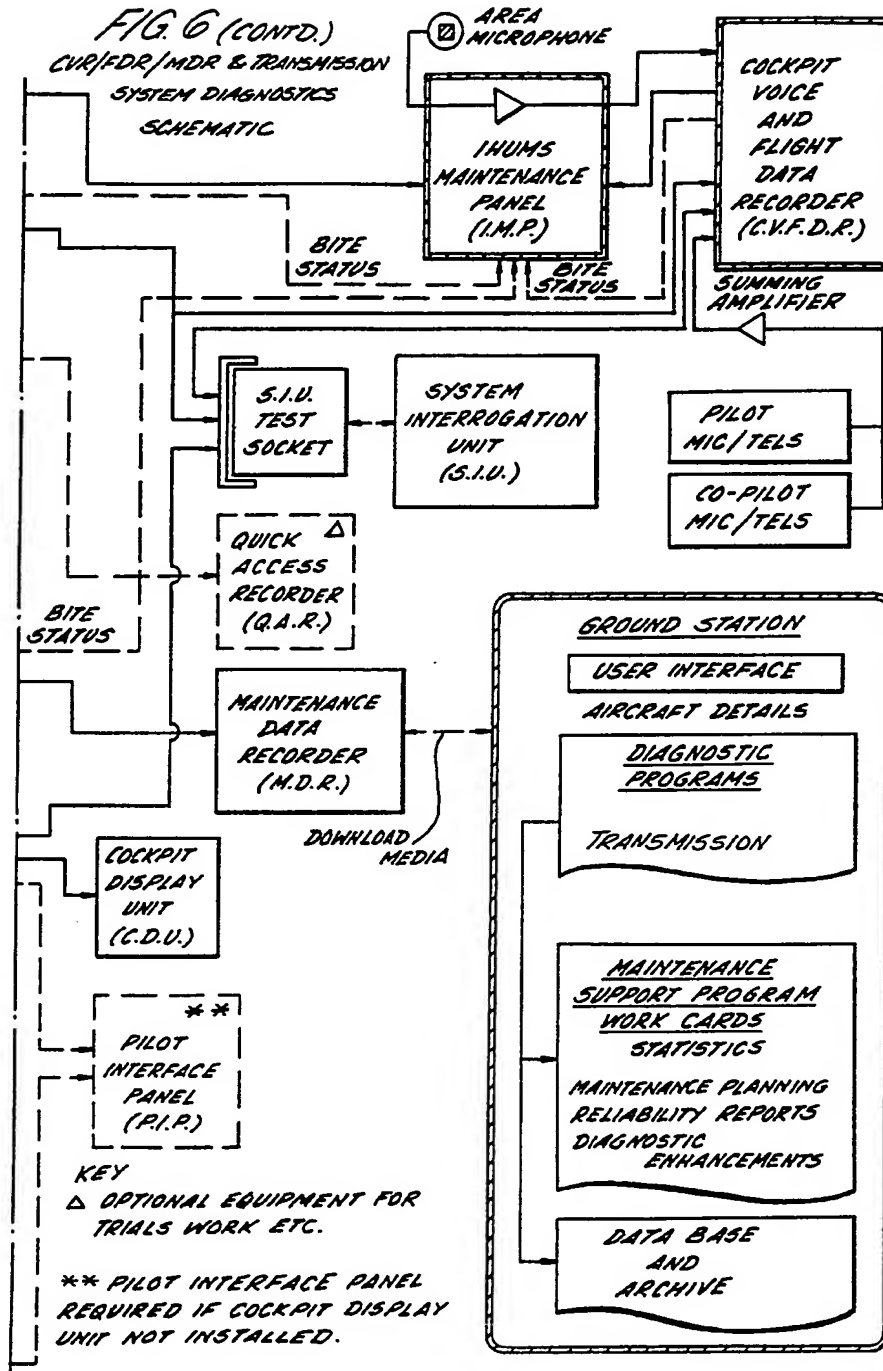 FIG. 6 (CONTD.)
CVR/FDR/MDR & TRANSMISSION
SYSTEM DIAGNOSTICS
SCHEMATIC
AREA
MICROPHONE
IHUMS
MAINTENANCE
PANEL
(I.M.P.)
COCKPIT
VOICE
AND
FLIGHT
DATA
RECORDER
(C.V.F.D.R.)
BITE
STATUS
BITE
STATUS
SUMMING
AMPLIFIER
S.I.U.
TEST
SOCKET
SYSTEM
INTERROGATION
UNIT
(S.I.U.)
PILOT
MIC/TELS
CO-PILOT
MIC/TELS
QUICK Δ
ACCESS
RECORDER
(Q.A.R.)
BITE
STATUS
MAINTENANCE
DATA
RECORDER
(M.D.R.)
DOWNLOAD
MEDIA
COCKPIT
DISPLAY
UNIT
(C.D.U.)
**
PILOT
INTERFACE
PANEL
(P.I.P.)
GROUND STATION
USER INTERFACE
AIRCRAFT DETAILS
DIAGNOSTIC
PROGRAMS
TRANSMISSION
MAINTENANCE
SUPPORT PROGRAM
WORK CARDS
STATISTICS
MAINTENANCE PLANNING
RELIABILITY REPORTS
DIAGNOSTIC
ENHANCEMENTS
DATA BASE
AND
ARCHIVE
KEY
Δ OPTIONAL EQUIPMENT FOR
TRIALS WORK ETC.
** PILOT INTERFACE PANEL
REQUIRED IF COCKPIT DISPLAY
UNIT NOT INSTALLED.